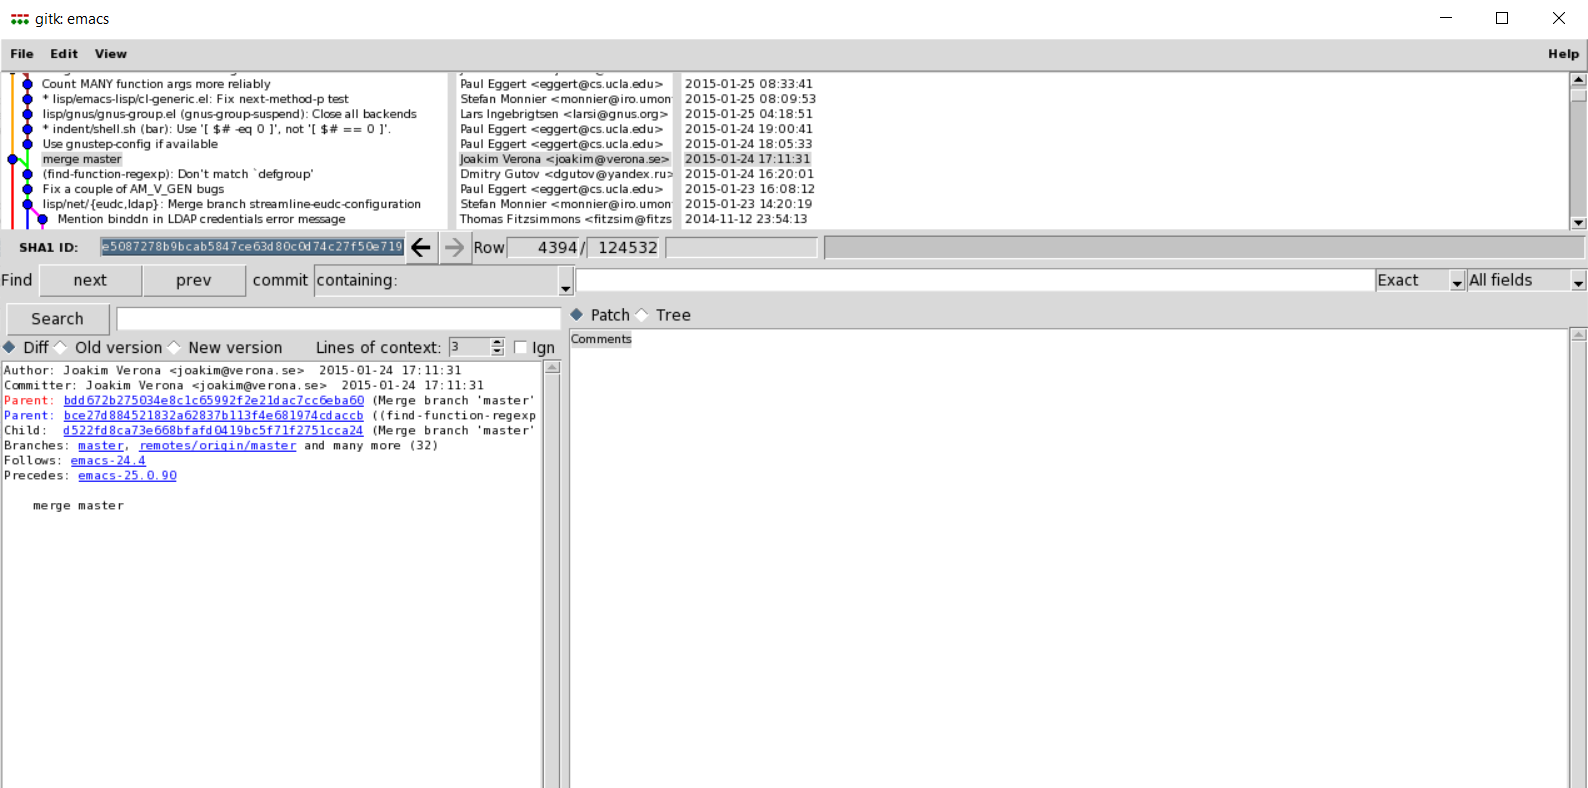 gitk: emacs
File Edit View Help
Count MANY function args more reliably Paul Eggert <eggert@cs.ucla.edu> 2015-01-25 08:33:41
* lisp/emacs-lisp/cl-generic.el: Fix next-method-p test Stefan Monnier <monnier@iro.umon 2015-01-25 08:09:53
lisp/gnus/gnus-group.el (gnus-group-suspend): Close all backends Lars Ingebrigtsen <larsi@gnus.org> 2015-01-25 04:18:51
* indent/shell.sh (bar): Use '[ $# -eq 0 ]', not '[ $# == 0 ]'. Paul Eggert <eggert@cs.ucla.edu> 2015-01-24 19:00:41
Use gnustep-config if available Paul Eggert <eggert@cs.ucla.edu> 2015-01-24 18:05:33
merge master Joakim Verona <joakim@verona.se> 2015-01-24 17:11:31
(find-function-regexp): Don't match `defgroup' Dmitry Gutov <dgutov@yandex.ru> 2015-01-24 16:20:01
Fix a couple of AM_V_GEN bugs Paul Eggert <eggert@cs.ucla.edu> 2015-01-23 16:08:12
lisp/net/{eudc,ldap}: Merge branch streamline-eudc-configuration Stefan Monnier <monnier@iro.umon 2015-01-23 14:20:19
Mention binddn in LDAP credentials error message Thomas Fitzsimmons <fitzsim@fitzs 2014-11-12 23:54:13
SHA1 ID: e5087278b9bcab5847ce63d80c0d74c27f50e719 Row 4394 / 124532
Find next prev commit containing: Exact All fields
Search
Patch Tree
Diff Old version New version Lines of context: 3 Ign
Comments
Author: Joakim Verona <joakim@verona.se> 2015-01-24 17:11:31
Committer: Joakim Verona <joakim@verona.se> 2015-01-24 17:11:31
Parent: bdd672b275034e8c1c65992f2e21dac7cc6eba60 (Merge branch 'master'
Parent: bce27d884521832a62837b113f4e681974cdaccb ((find-function-regexp
Child: d522fd8ca73e668bfafd0419bc5f71f2751cca24 (Merge branch 'master'
Branches: master, remotes/origin/master and many more (32)
Follows: emacs-24.4
Precedes: emacs-25.0.90
merge master